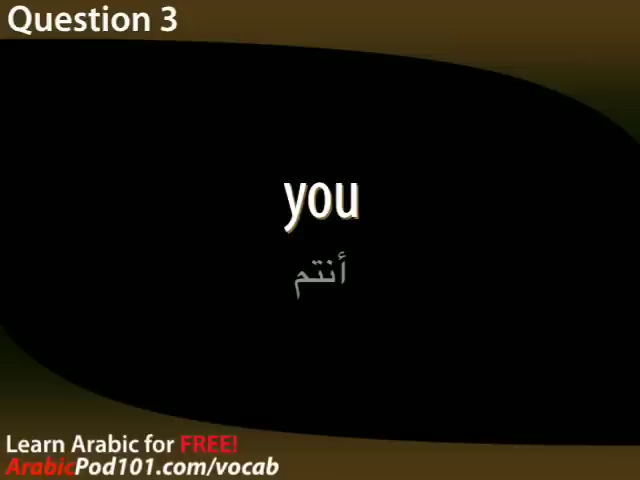 Question 3
you
أنتم
Learn Arabic for FREE!
ArabicPod101.com/vocab